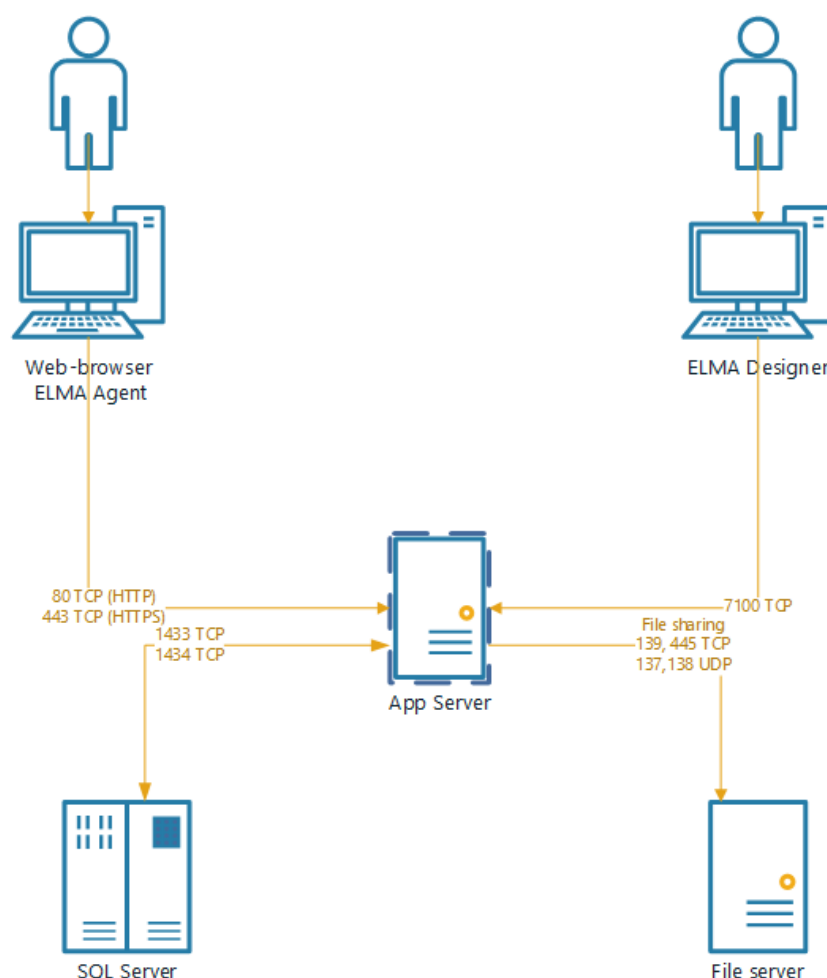 Web-browser
ELMA Agent
ELMA Designer
80 TCP (HTTP)
443 TCP (HTTPS)
1433 TCP
1434 TCP
7100 TCP
File sharing
139, 445 TCP
137,138 UDP
App Server
SQL Server
File server